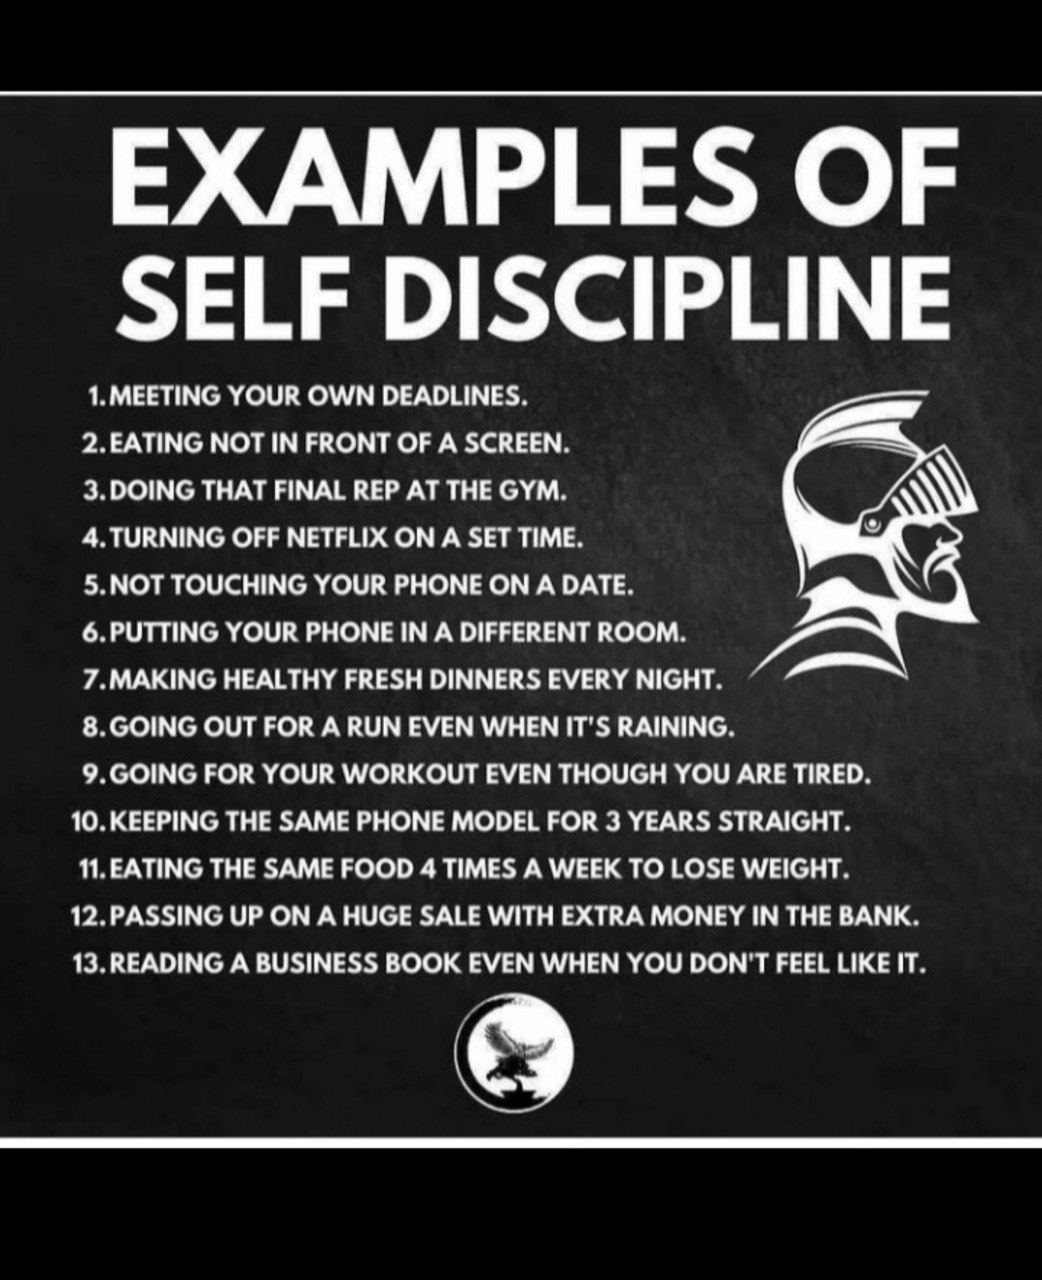 EXAMPLES OF
SELF DISCIPLINE
1. MEETING YOUR OWN DEADLINES.
2. EATING NOT IN FRONT OF A SCREEN.
3. DOING THAT FINAL REP AT THE GYM.
4. TURNING OFF NETFLIX ON A SET TIME.
5. NOT TOUCHING YOUR PHONE ON A DATE.
6. PUTTING YOUR PHONE IN A DIFFERENT ROOM.
7. MAKING HEALTHY FRESH DINNERS EVERY NIGHT.
8. GOING OUT FOR A RUN EVEN WHEN IT'S RAINING.
9. GOING FOR YOUR WORKOUT EVEN THOUGH YOU ARE TIRED.
10. KEEPING THE SAME PHONE MODEL FOR 3 YEARS STRAIGHT.
11. EATING THE SAME FOOD 4 TIMES A WEEK TO LOSE WEIGHT.
12. PASSING UP ON A HUGE SALE WITH EXTRA MONEY IN THE BANK.
13. READING A BUSINESS BOOK EVEN WHEN YOU DON'T FEEL LIKE IT.